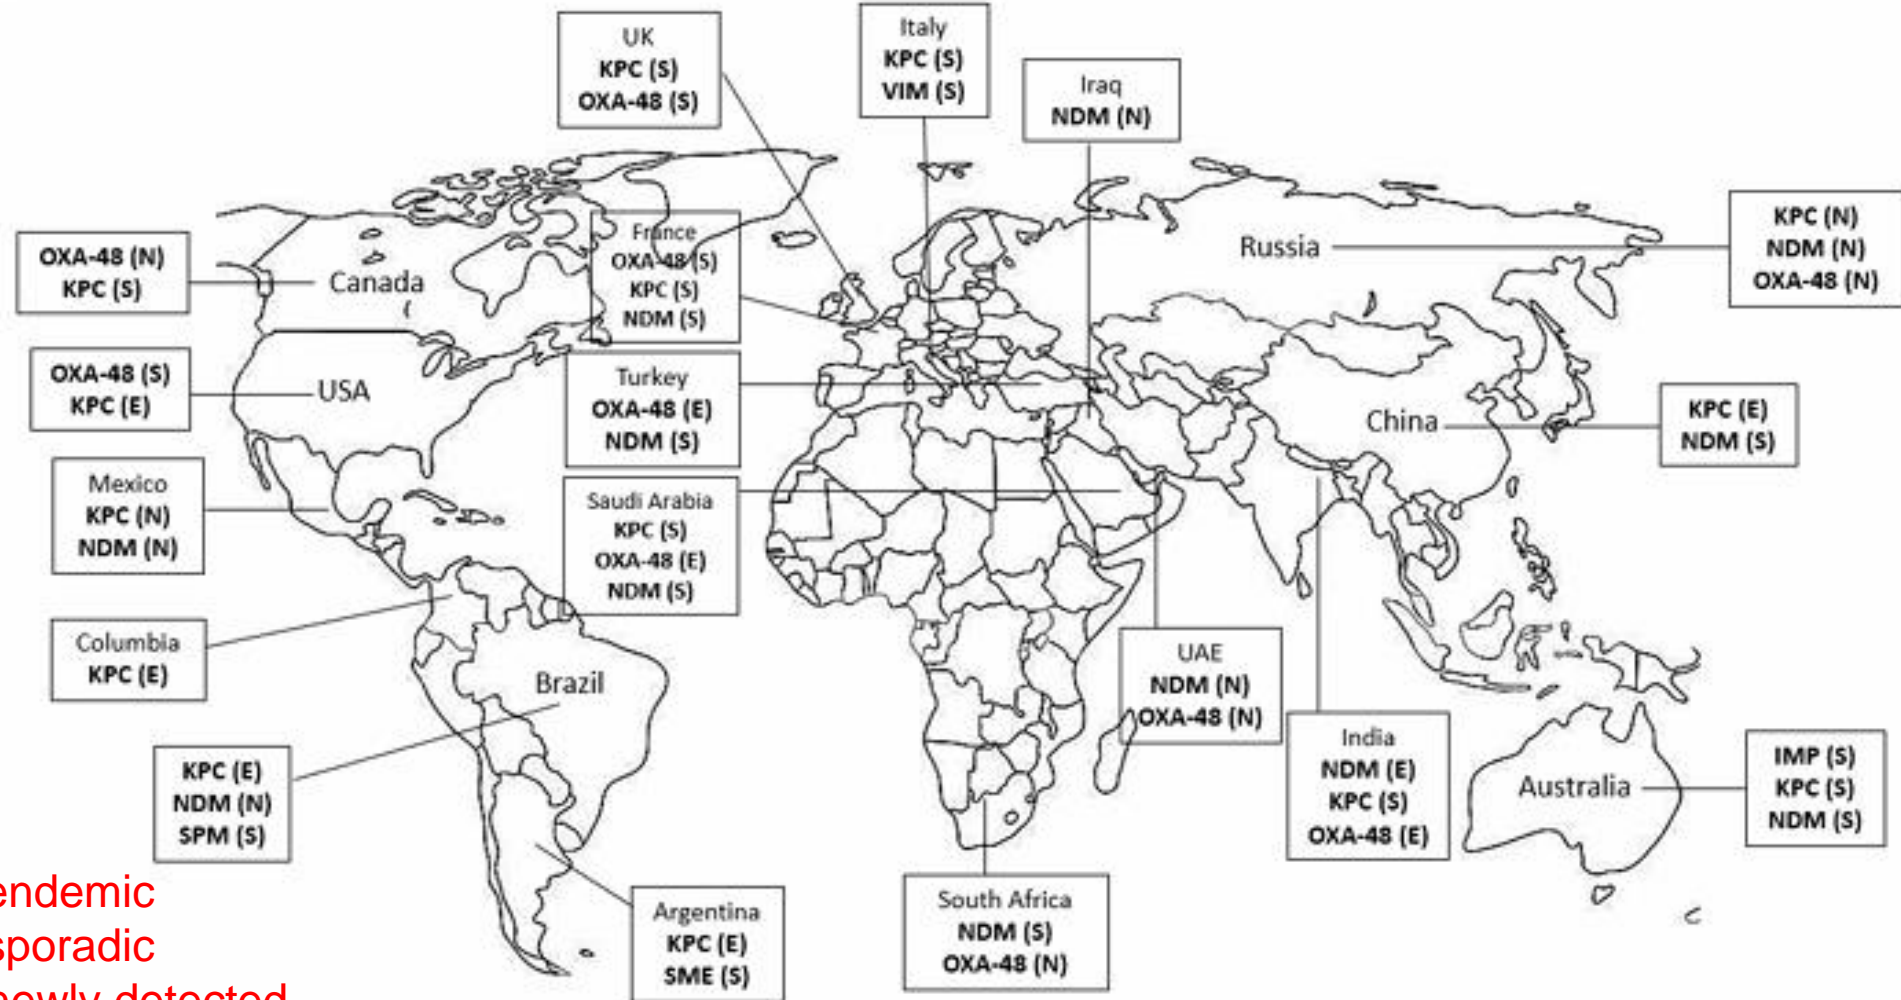 UK
KPC (S)
OXA-48 (S)
Italy
KPC (S)
VIM (S)
Iraq
NDM (N)
Russia
KPC (N)
NDM (N)
OXA-48 (N)
OXA-48 (N)
KPC (S)
Canada
France
OXA-48 (S)
KPC (S)
NDM (S)
OXA-48 (S)
KPC (E)
USA
Turkey
OXA-48 (E)
NDM (S)
China
KPC (E)
NDM (S)
Mexico
KPC (N)
NDM (N)
Saudi Arabia
KPC (S)
OXA-48 (E)
NDM (S)
Columbia
KPC (E)
Brazil
KPC (E)
NDM (N)
SPM (S)
UAE
NDM (N)
OXA-48 (N)
India
NDM (E)
KPC (S)
OXA-48 (E)
Australia
IMP (S)
KPC (S)
NDM (S)
Argentina
KPC (E)
SME (S)
South Africa
NDM (S)
OXA-48 (N)
endemic
sporadic
newly detected